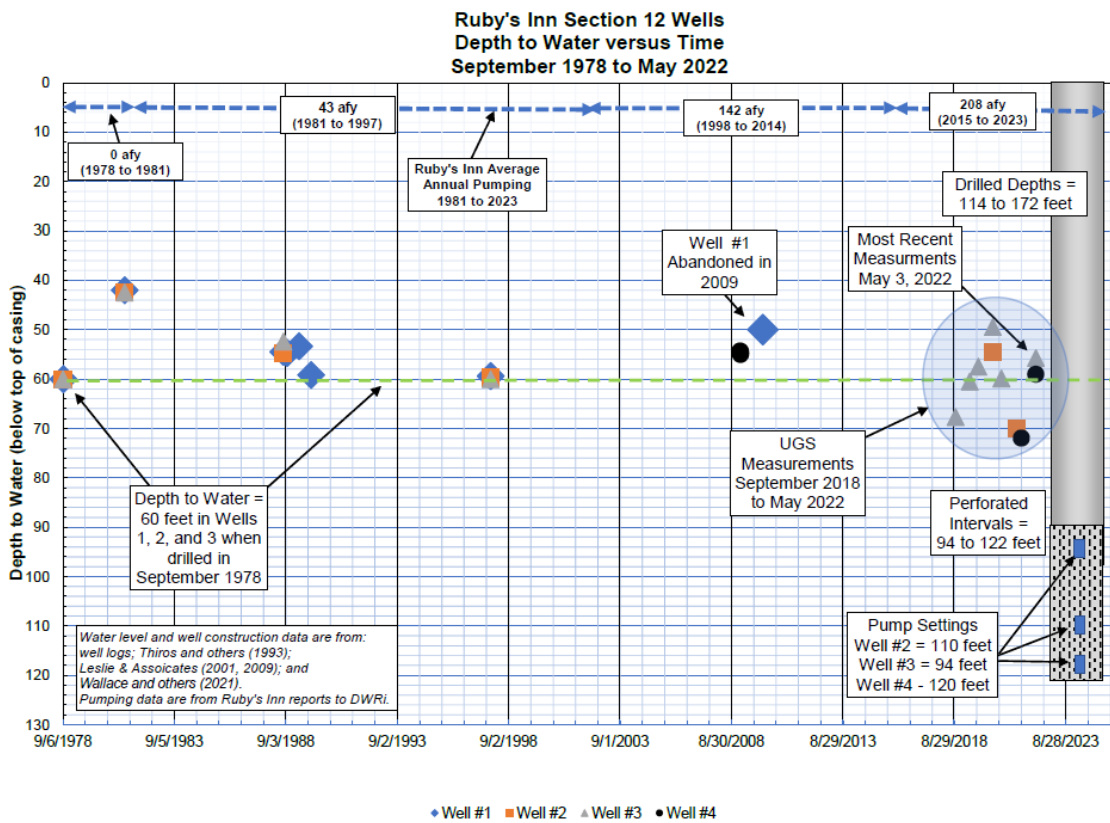 Ruby's Inn Section 12 Wells
Depth to Water versus Time
September 1978 to May 2022
Depth to Water (below top of casing)
0
10
20
30
40
50
60
70
80
90
100
110
120
130
0 afy
(1978 to 1981)
43 afy
(1981 to 1997)
Ruby's Inn Average
Annual Pumping
1981 to 2023
142 afy
(1998 to 2014)
208 afy
(2015 to 2023)
Drilled Depths =
114 to 172 feet
Well #1
Abandoned in
2009
Most Recent
Measurments
May 3, 2022
UGS
Measurements
September 2018
to May 2022
Depth to Water =
60 feet in Wells
1, 2, and 3 when
drilled in
September 1978
Perforated
Intervals =
94 to 122 feet
Pump Settings
Well #2 = 110 feet
Well #3 = 94 feet
Well #4 - 120 feet
Water level and well construction data are from:
well logs; Thiros and others (1993);
Leslie & Assoicates (2001, 2009); and
Wallace and others (2021).
Pumping data are from Ruby's Inn reports to DWRi.
9/6/1978 9/5/1983 9/3/1988 9/2/1993 9/2/1998 9/1/2003 8/30/2008 8/29/2013 8/29/2018 8/28/2023
Well #1 Well #2 Well #3 Well #4